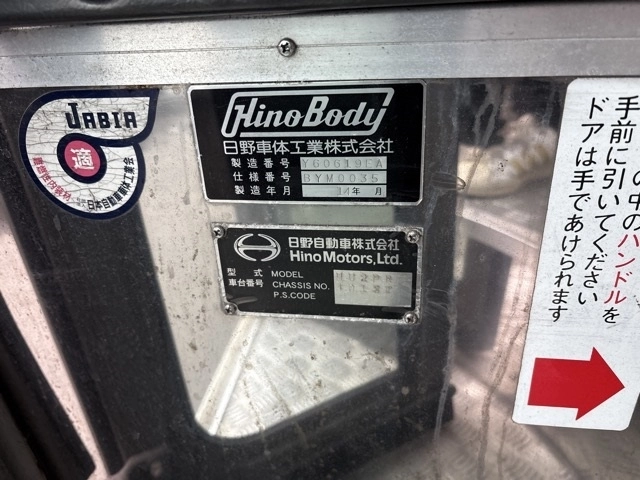 JABIA
適
日本自動車車体工業会
HinoBody
日野車体工業株式会社
製造番号 Y60619FA
仕様番号 BYM0035
製造年月 14年 月
日野自動車株式会社
Hino Motors, Ltd.
型式 MODEL
車台番号 CHASSIS NO.
P.S.CODE
の中のハンドルを
手前に引いてください
ドアは手であけられます